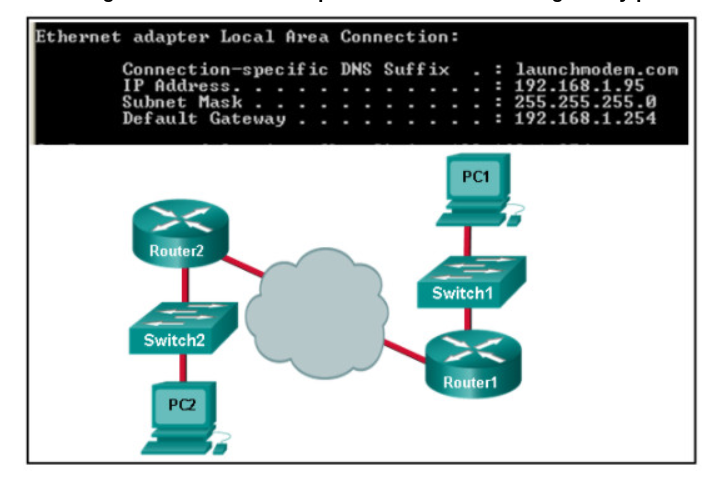 Ethernet adapter Local Area Connection:
Connection-specific DNS Suffix . : launchmodem.com
IP Address. . . . . . . . . . . . : 192.168.1.95
Subnet Mask . . . . . . . . . . . : 255.255.255.0
Default Gateway . . . . . . . . . : 192.168.1.254
PC1
Router2
Switch1
Switch2
Router1
PC2